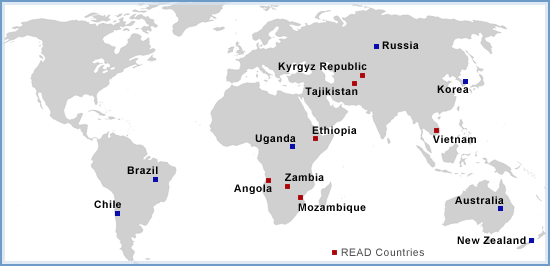 Russia
Kyrgyz Republic
Tajikistan
Korea
Ethiopia
Uganda
Vietnam
Brazil
Zambia
Angola
Chile
Mozambique
Australia
New Zealand
READ Countries